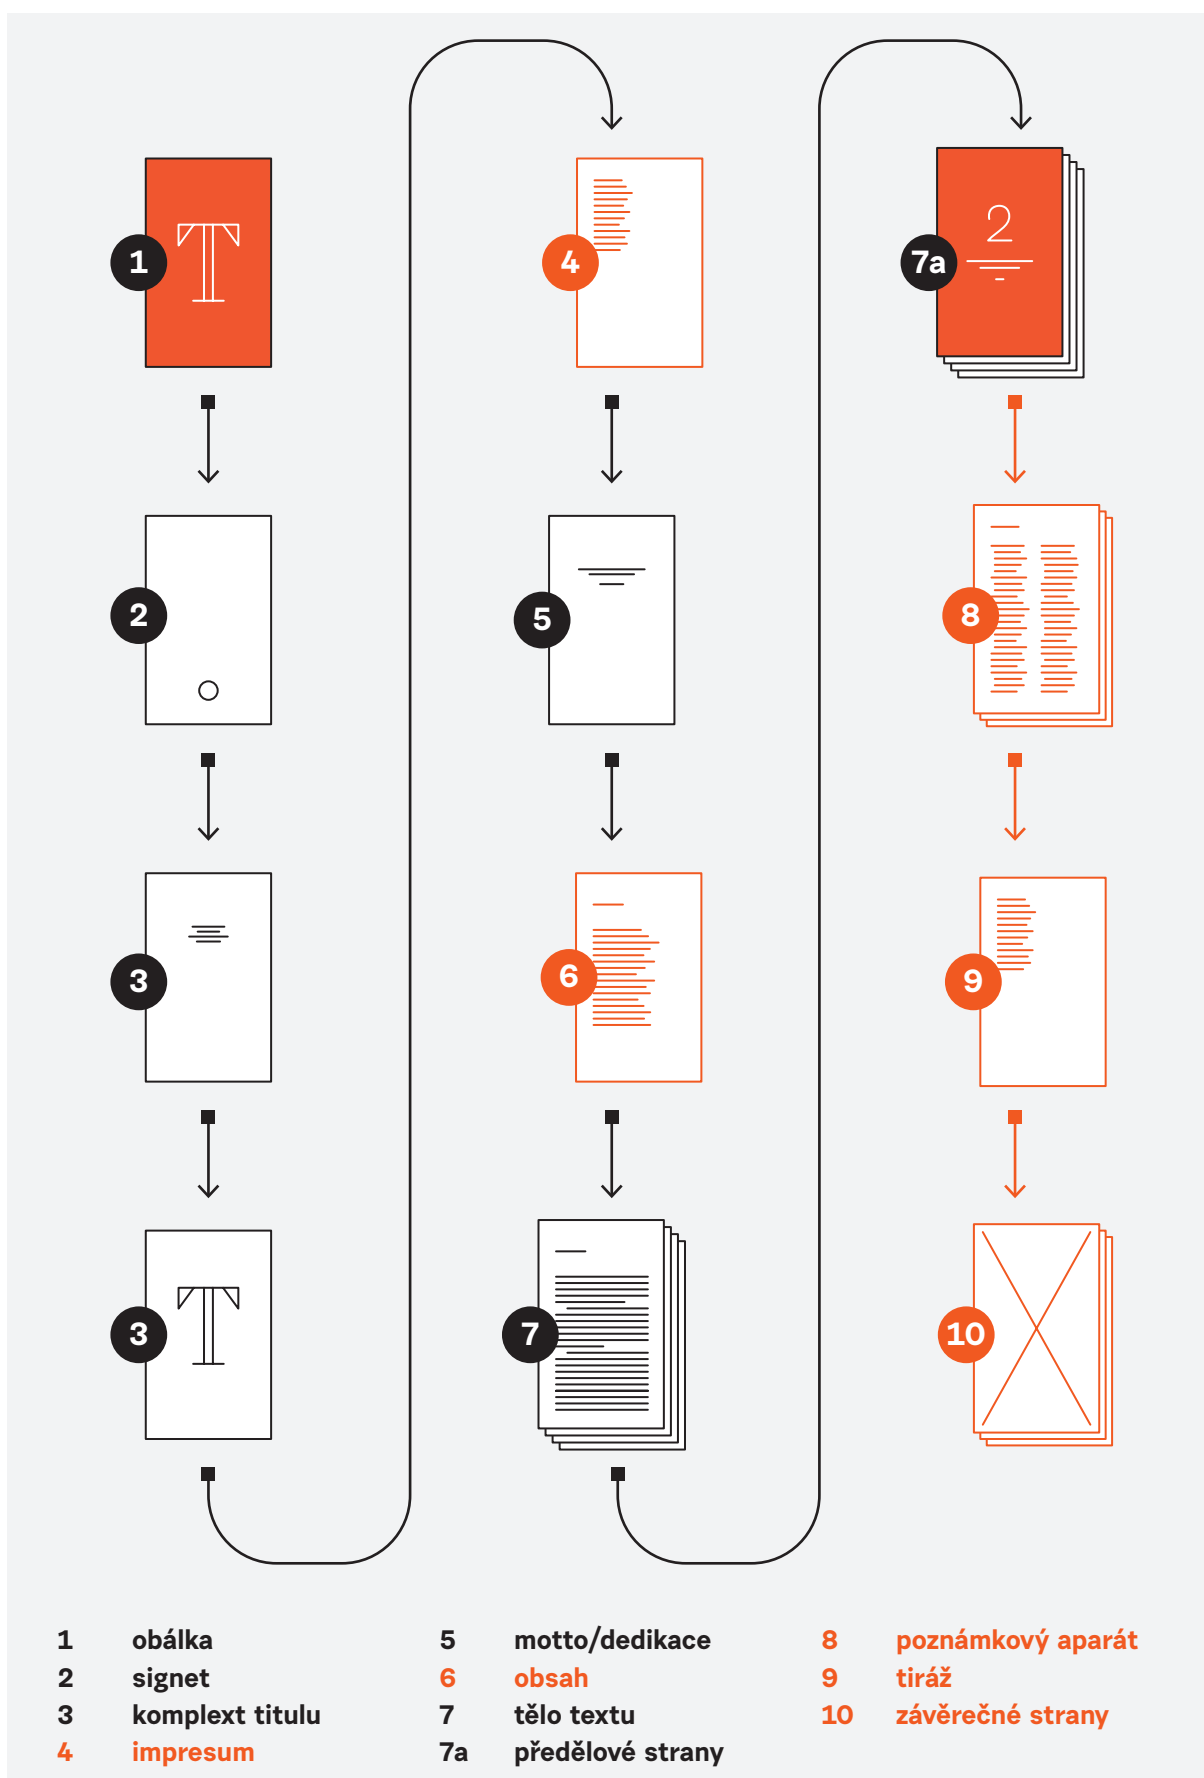 1
T
2
3
3
T
4
5
6
7
7a
2
8
9
10
1 obálka
2 signet
3 komplext titulu
4 impresum
5 motto/dedikace
6 obsah
7 tělo textu
7a předělové strany
8 poznámkový aparát
9 tiráž
10 závěrečné strany